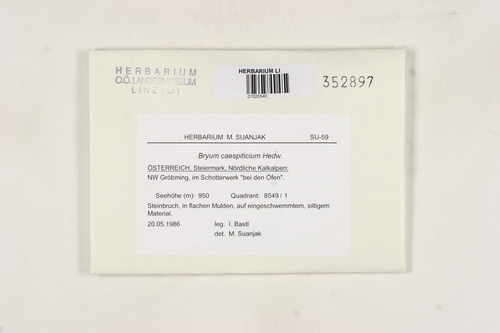 HERBARIUM
O.Ö. LANDESMUSEUM
LINZ (LI)
HERBARIUM LI
01020540
352897
HERBARIUM M. SUANJAK SU-59
Bryum caespiticium Hedw.
ÖSTERREICH, Steiermark, Nördliche Kalkalpen:
NW Gröbming, im Schotterwerk "bei den Öfen".
Seehöhe (m): 950 Quadrant: 8549 / 1
Steinbruch, in flachen Mulden, auf eingeschwemmtem, siltigem
Material.
20.05.1986 leg. I. Bastl
det. M. Suanjak